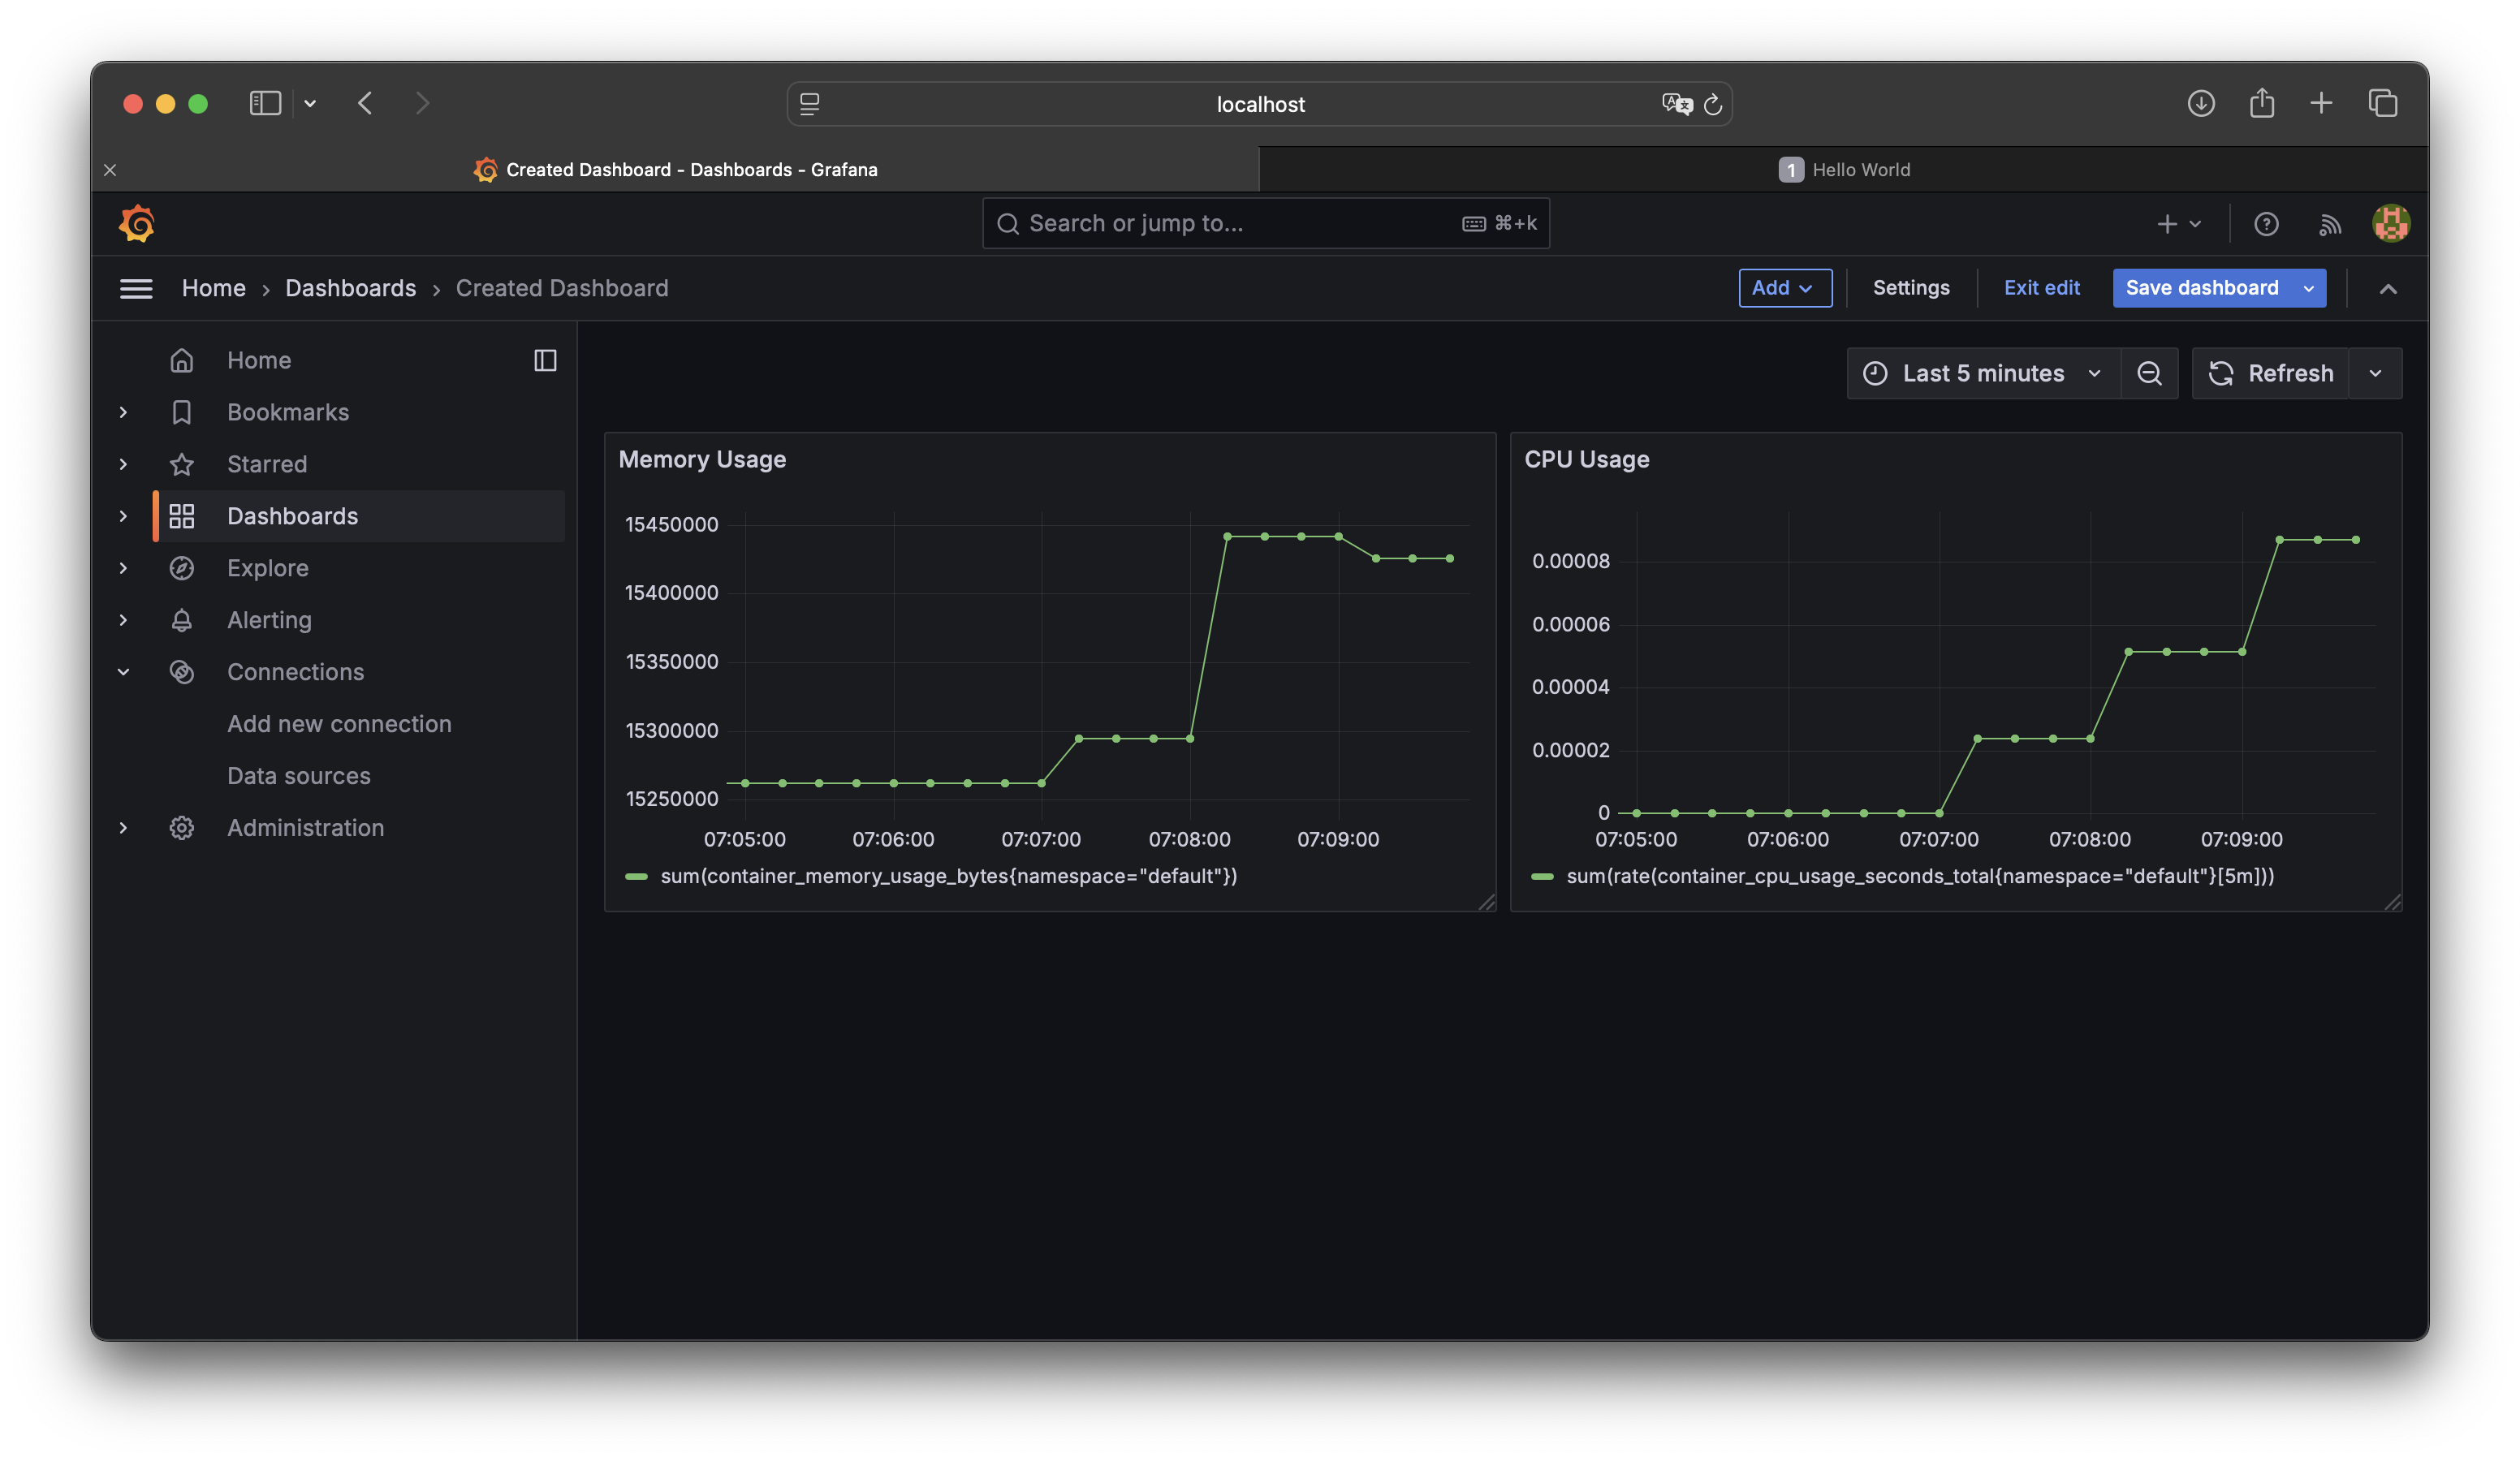 localhost
Created Dashboard - Dashboards - Grafana
1 Hello World
Search or jump to... ⌘+k
Home › Dashboards › Created Dashboard
Add Settings Exit edit Save dashboard
Home
Bookmarks
Starred
Dashboards
Explore
Alerting
Connections
Add new connection
Data sources
Administration
Last 5 minutes Refresh
Memory Usage
15450000
15400000
15350000
15300000
15250000
07:05:00 07:06:00 07:07:00 07:08:00 07:09:00
sum(container_memory_usage_bytes{namespace="default"})
CPU Usage
0.00008
0.00006
0.00004
0.00002
0
07:05:00 07:06:00 07:07:00 07:08:00 07:09:00
sum(rate(container_cpu_usage_seconds_total{namespace="default"}[5m]))